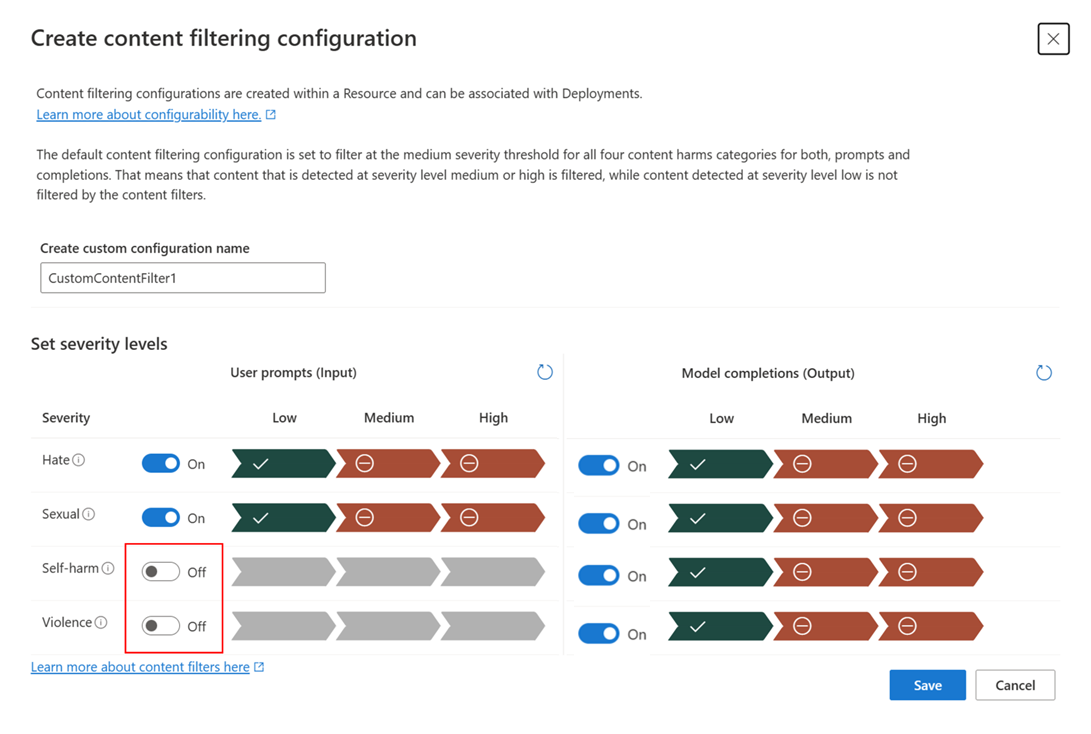 Create content filtering configuration
Content filtering configurations are created within a Resource and can be associated with Deployments.
Learn more about configurability here.
The default content filtering configuration is set to filter at the medium severity threshold for all four content harms categories for both, prompts and
completions. That means that content that is detected at severity level medium or high is filtered, while content detected at severity level low is not
filtered by the content filters.
Create custom configuration name
CustomContentFilter1
Set severity levels
User prompts (Input)
Model completions (Output)
Severity Low Medium High Low Medium High
Hate On On
Sexual On On
Self-harm Off On
Violence Off On
Learn more about content filters here
Save Cancel